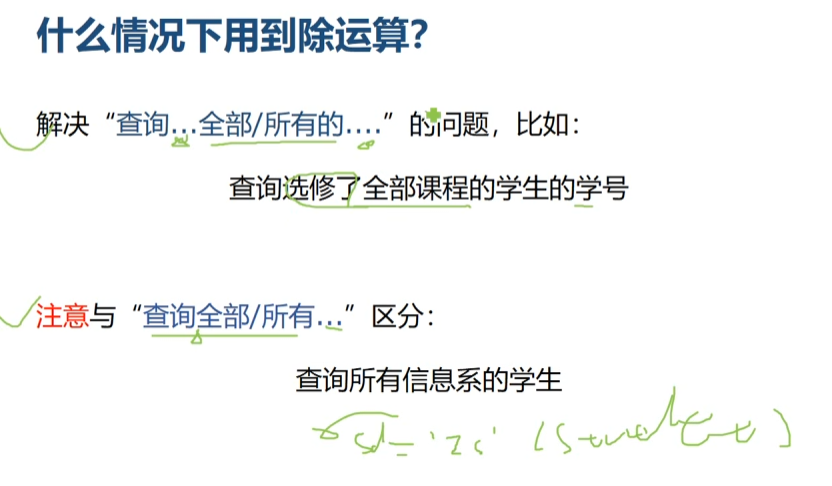 什么情况下用到除运算？
解决“查询…全部/所有的….”的问题，比如：
查询选修了全部课程的学生的学号
注意与“查询全部/所有…”区分：
查询所有信息系的学生
σ sd='Is' (Student)